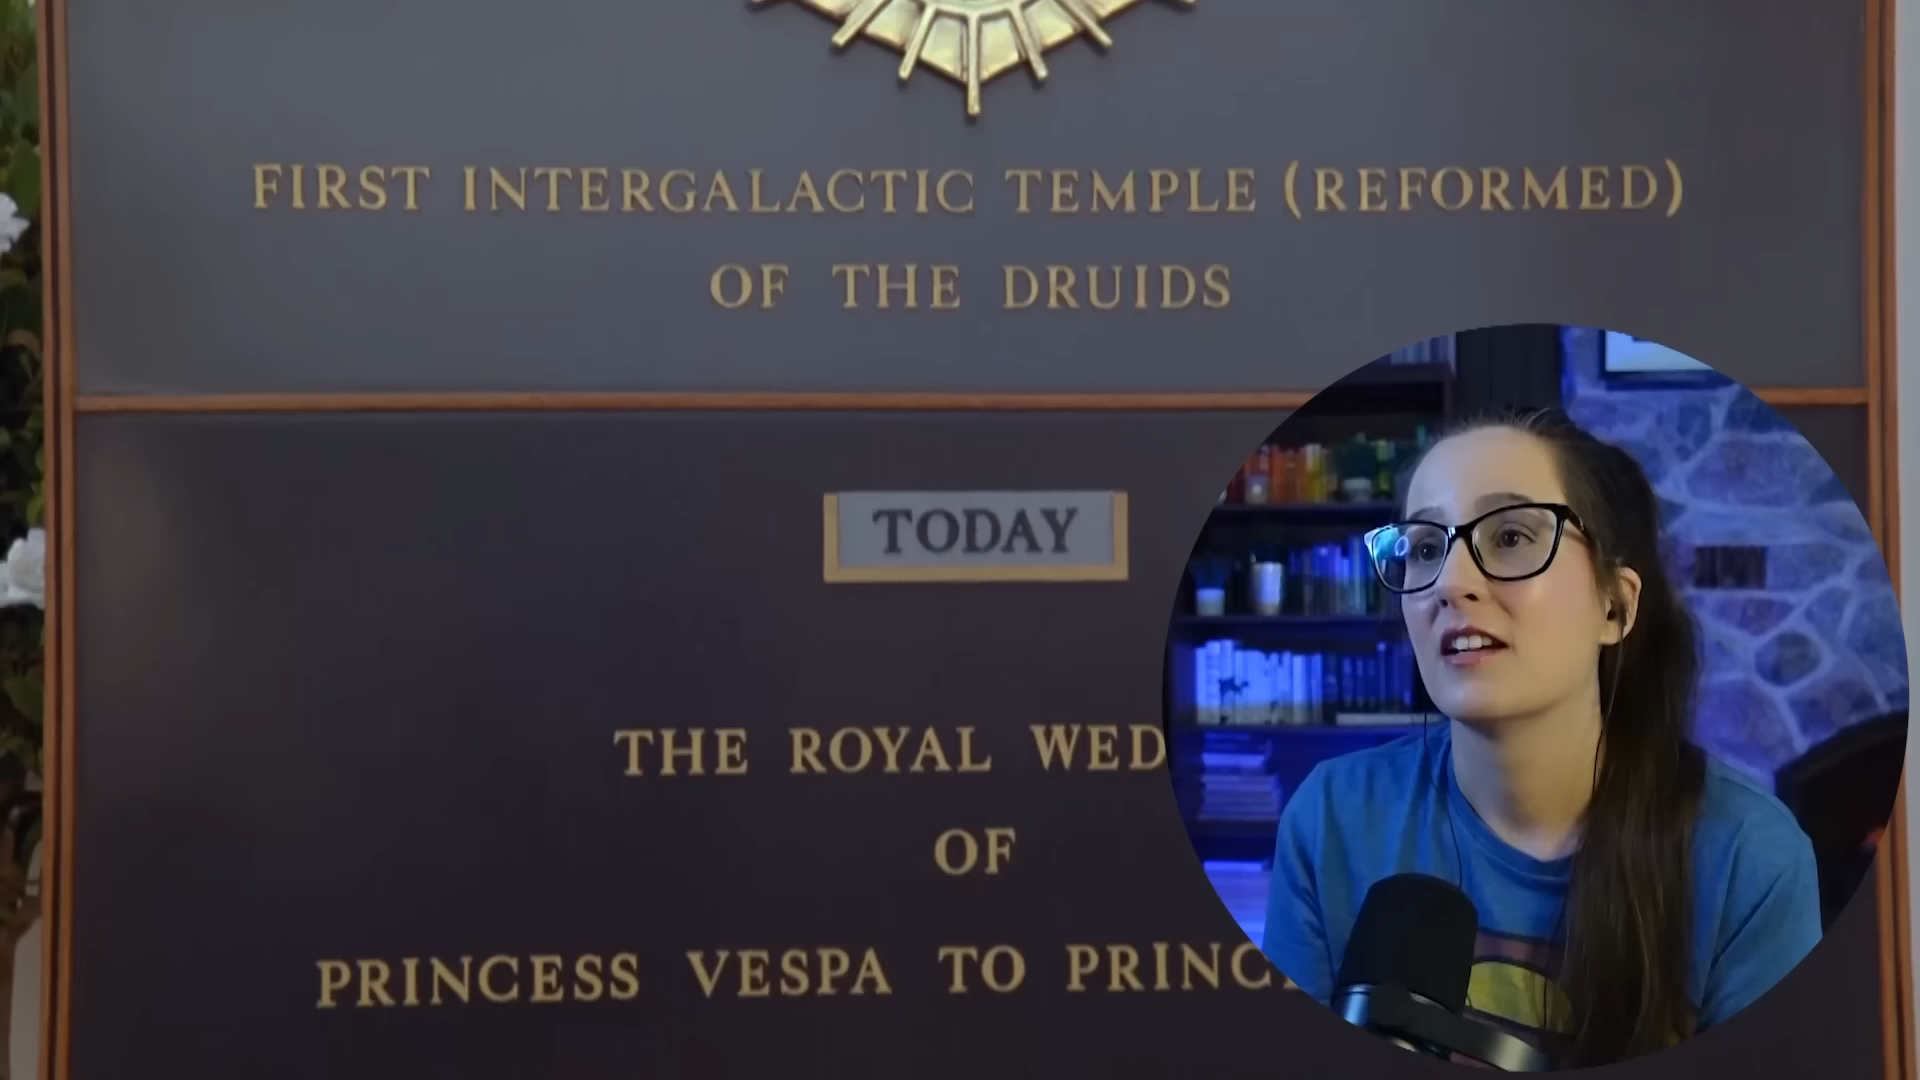 FIRST INTERGALACTIC TEMPLE (REFORMED)
OF THE DRUIDS
TODAY
THE ROYAL WED
OF
PRINCESS VESPA TO PRINC